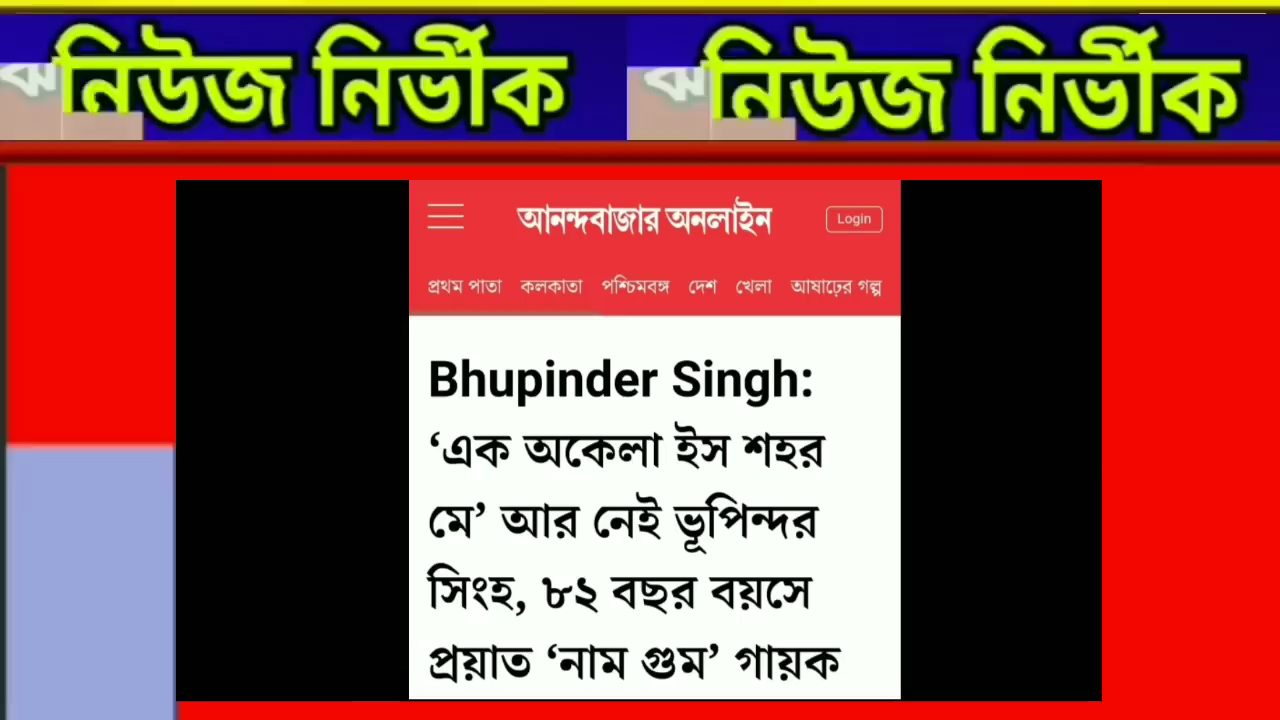 নিউজ নির্ভীক নিউজ নির্ভীক
আনন্দবাজার অনলাইন Login
প্রথম পাতা কলকাতা পশ্চিমবঙ্গ দেশ খেলা আষাঢ়ের গল্প
Bhupinder Singh:
‘এক অকেলা ইস শহর
মে’ আর নেই ভূপিন্দর
সিংহ, ৮২ বছর বয়সে
প্রয়াত ‘নাম গুম’ গায়ক